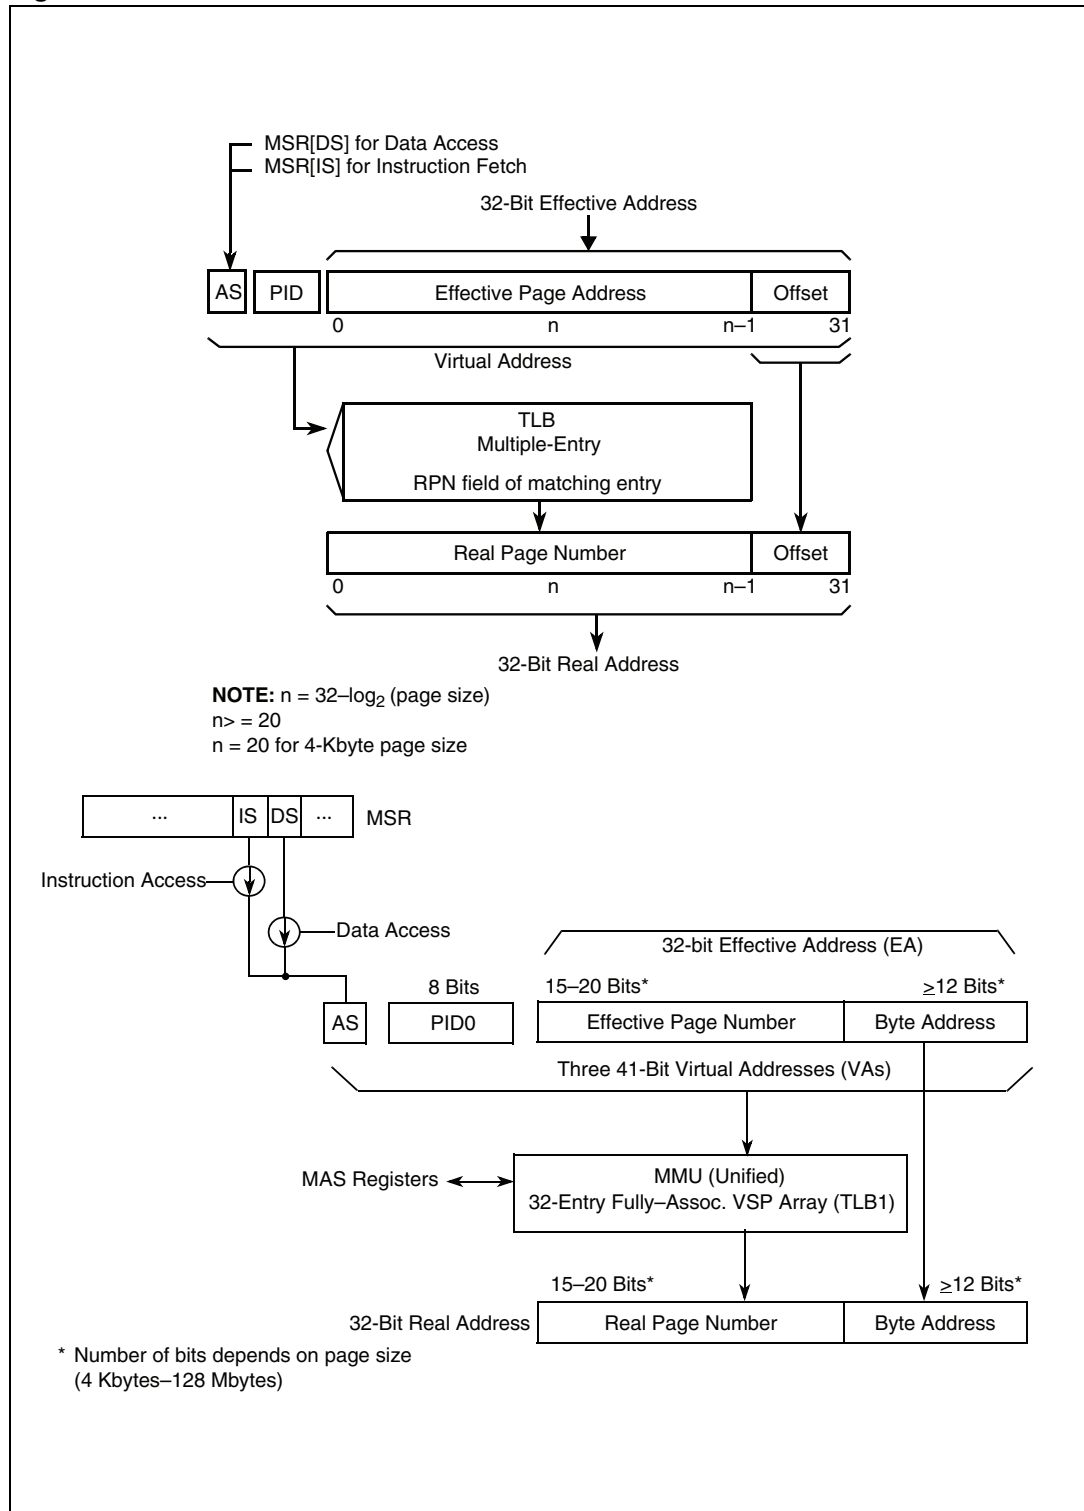 MSR[DS] for Data Access
MSR[IS] for Instruction Fetch
32-Bit Effective Address
AS PID Effective Page Address Offset
0 n n–1 31
Virtual Address
TLB
Multiple-Entry
RPN field of matching entry
Real Page Number Offset
0 n n–1 31
32-Bit Real Address
NOTE: n = 32–log2 (page size)
n> = 20
n = 20 for 4-Kbyte page size
... IS DS ... MSR
Instruction Access
Data Access
32-bit Effective Address (EA)
8 Bits 15–20 Bits* ≥12 Bits*
AS PID0 Effective Page Number Byte Address
Three 41-Bit Virtual Addresses (VAs)
MAS Registers
MMU (Unified)
32-Entry Fully–Assoc. VSP Array (TLB1)
15–20 Bits* ≥12 Bits*
32-Bit Real Address Real Page Number Byte Address
* Number of bits depends on page size
(4 Kbytes–128 Mbytes)